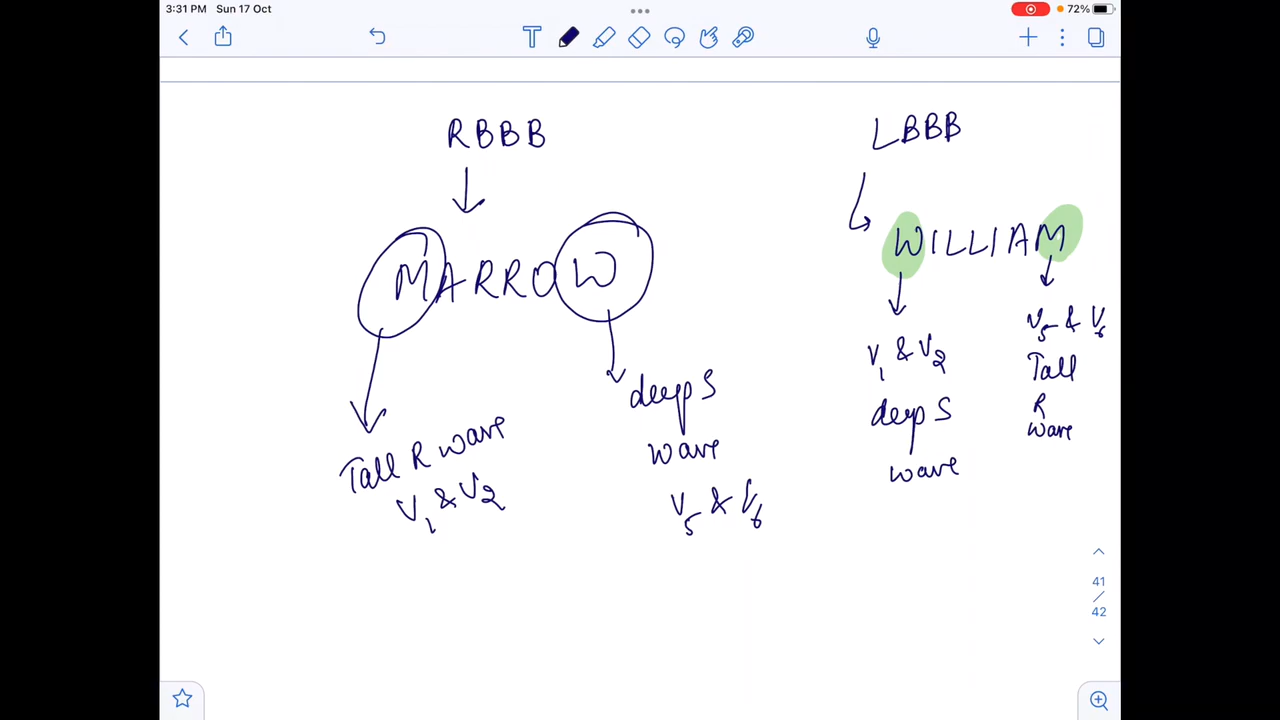 3:31 PM Sun 17 Oct
72%
T
RBBB
MARROW
Tall R wave
V1 & V2
deep S
wave
V5 & V6
LBBB
WILLIAM
V1 & V2
deep S
wave
V5 & V6
Tall
R
wave
41
/
42